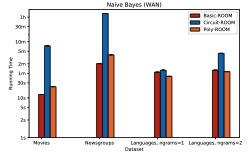 Naive Bayes (WAN)
Basic-ROOM
Circuit-ROOM
Poly-ROOM
Running Time
1h
30m
10m
5m
2m
1m
30s
10s
5s
2s
1s
Movies
Newsgroups
Languages, ngrams=1
Languages, ngrams=2
Dataset